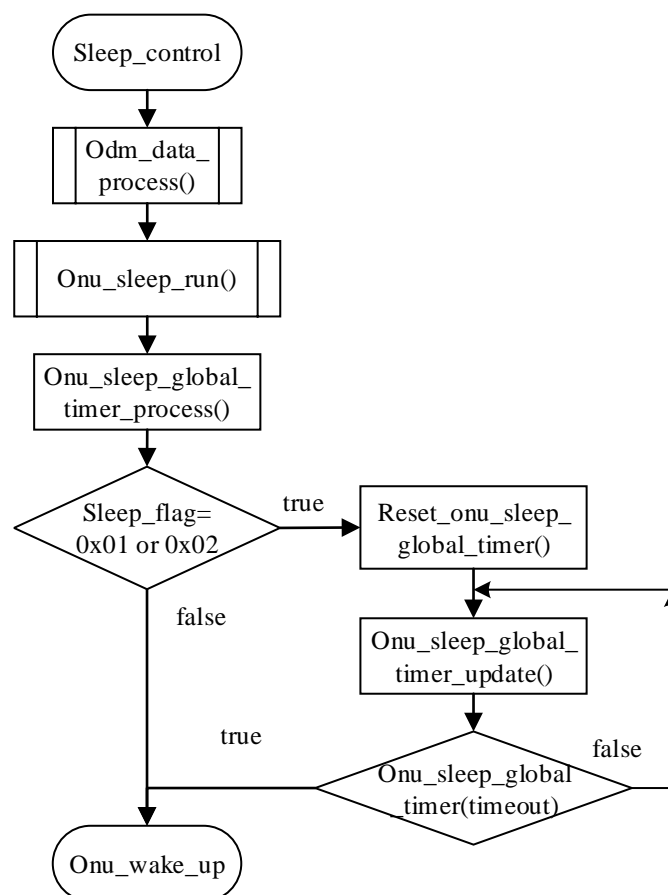 Sleep_control
Odm_data_
process()
Onu_sleep_run()
Onu_sleep_global_
timer_process()
Sleep_flag=
0x01 or 0x02
true
Reset_onu_sleep_
global_timer()
false
Onu_sleep_global_
timer_update()
true
false
Onu_sleep_global
_timer(timeout)
Onu_wake_up